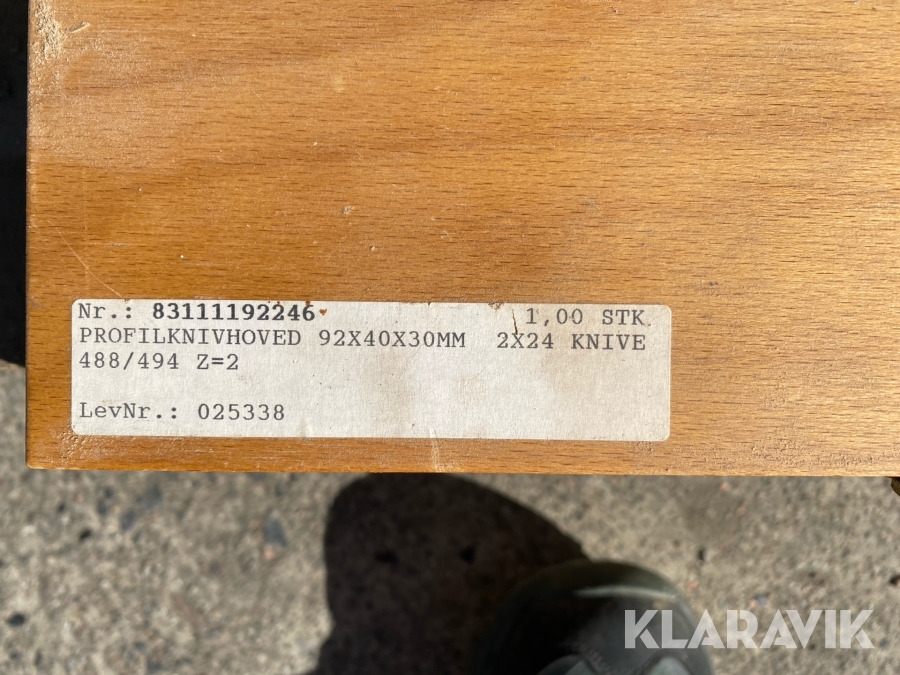 Nr.: 83111192246 1,00 STK.
PROFILKNIVHOVED 92X40X30MM 2X24 KNIVE
488/494 Z=2
LevNr.: 025338
KLARAVIK